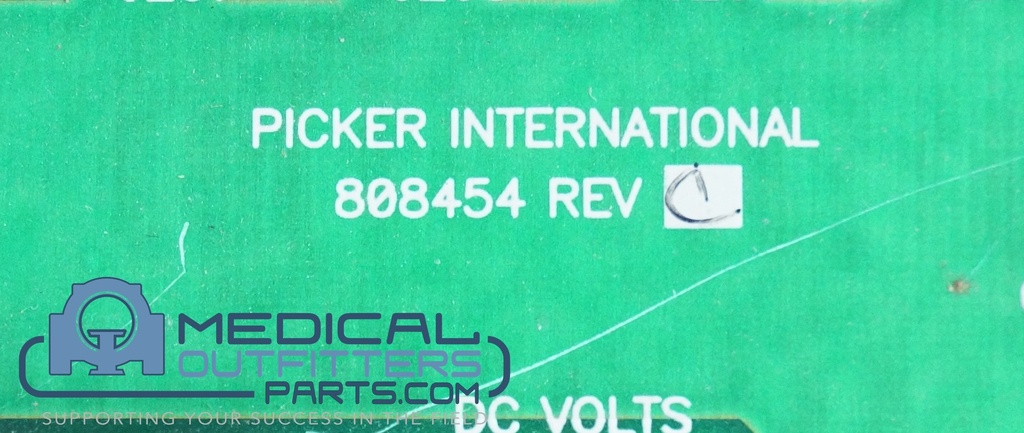 PICKER INTERNATIONAL
808454 REV C
MEDICAL
OUTFITTERS
PARTS.COM
SUPPORTING YOUR SUCCESS IN THE FIELD
DC VOLTS